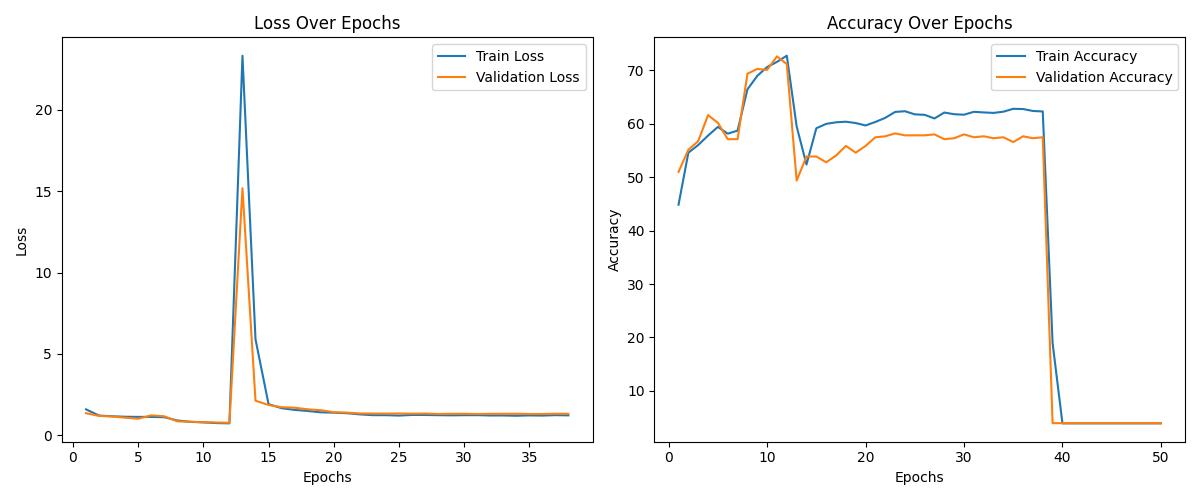 Loss Over Epochs
Train Loss
Validation Loss
20
15
10
5
0
Loss
0 5 10 15 20 25 30 35
Epochs
Accuracy Over Epochs
Train Accuracy
Validation Accuracy
70
60
50
40
30
20
10
Accuracy
0 10 20 30 40 50
Epochs